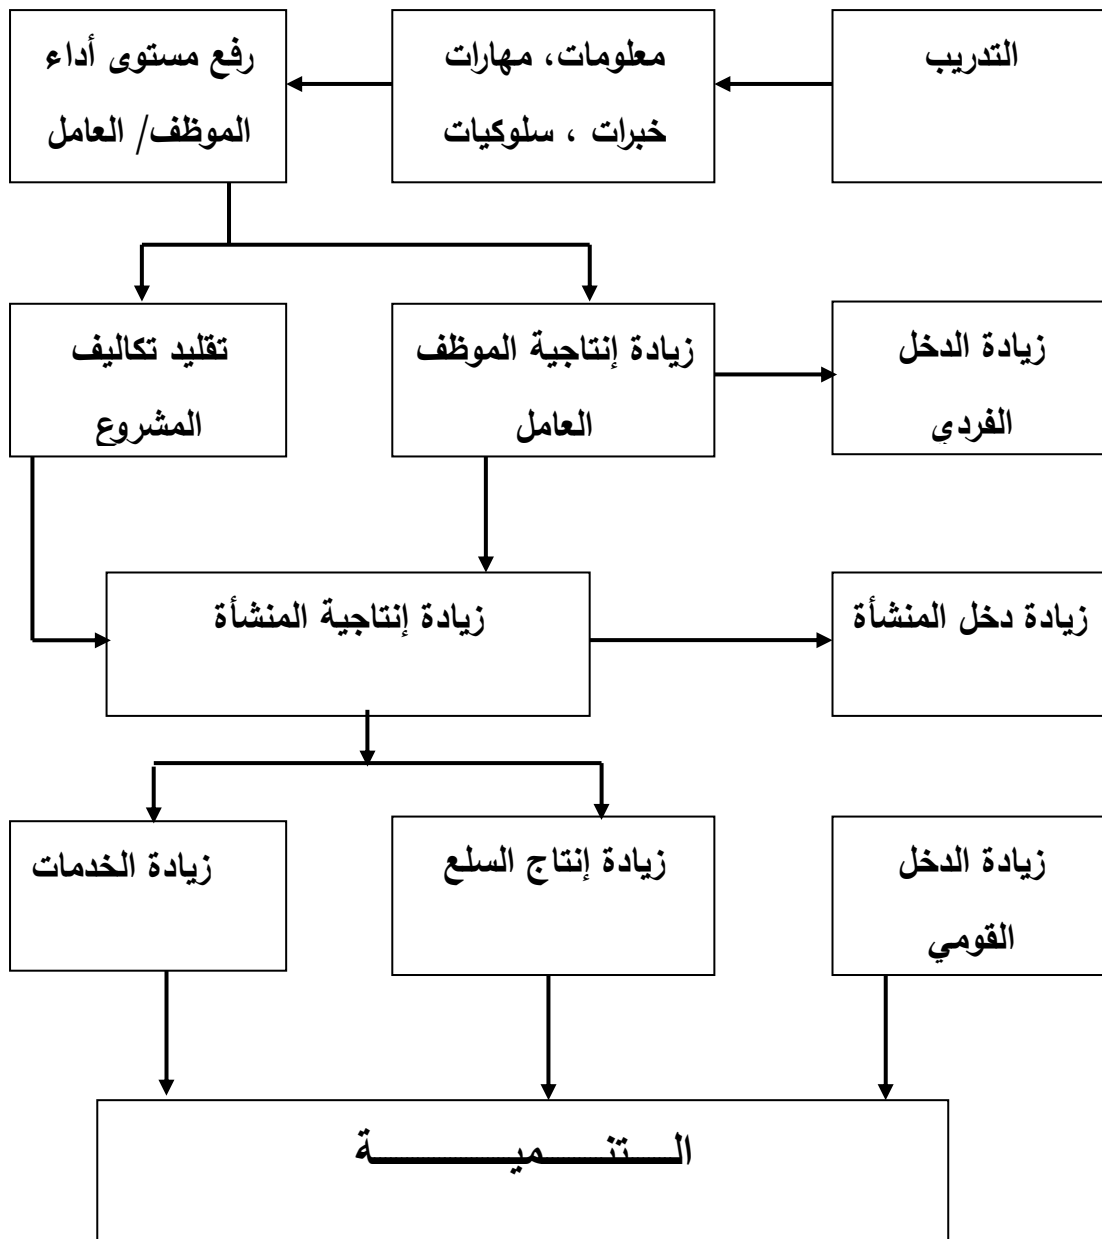 التدريب
معلومات، مهارات
خبرات ، سلوكيات
رفع مستوى أداء
الموظف/ العامل
زيادة الدخل
الفردي
زيادة إنتاجية الموظف
العامل
تقليد تكاليف
المشروع
زيادة دخل المنشأة
زيادة إنتاجية المنشأة
زيادة الدخل
القومي
زيادة إنتاج السلع
زيادة الخدمات
الـــتنـــــميـــــــــــة